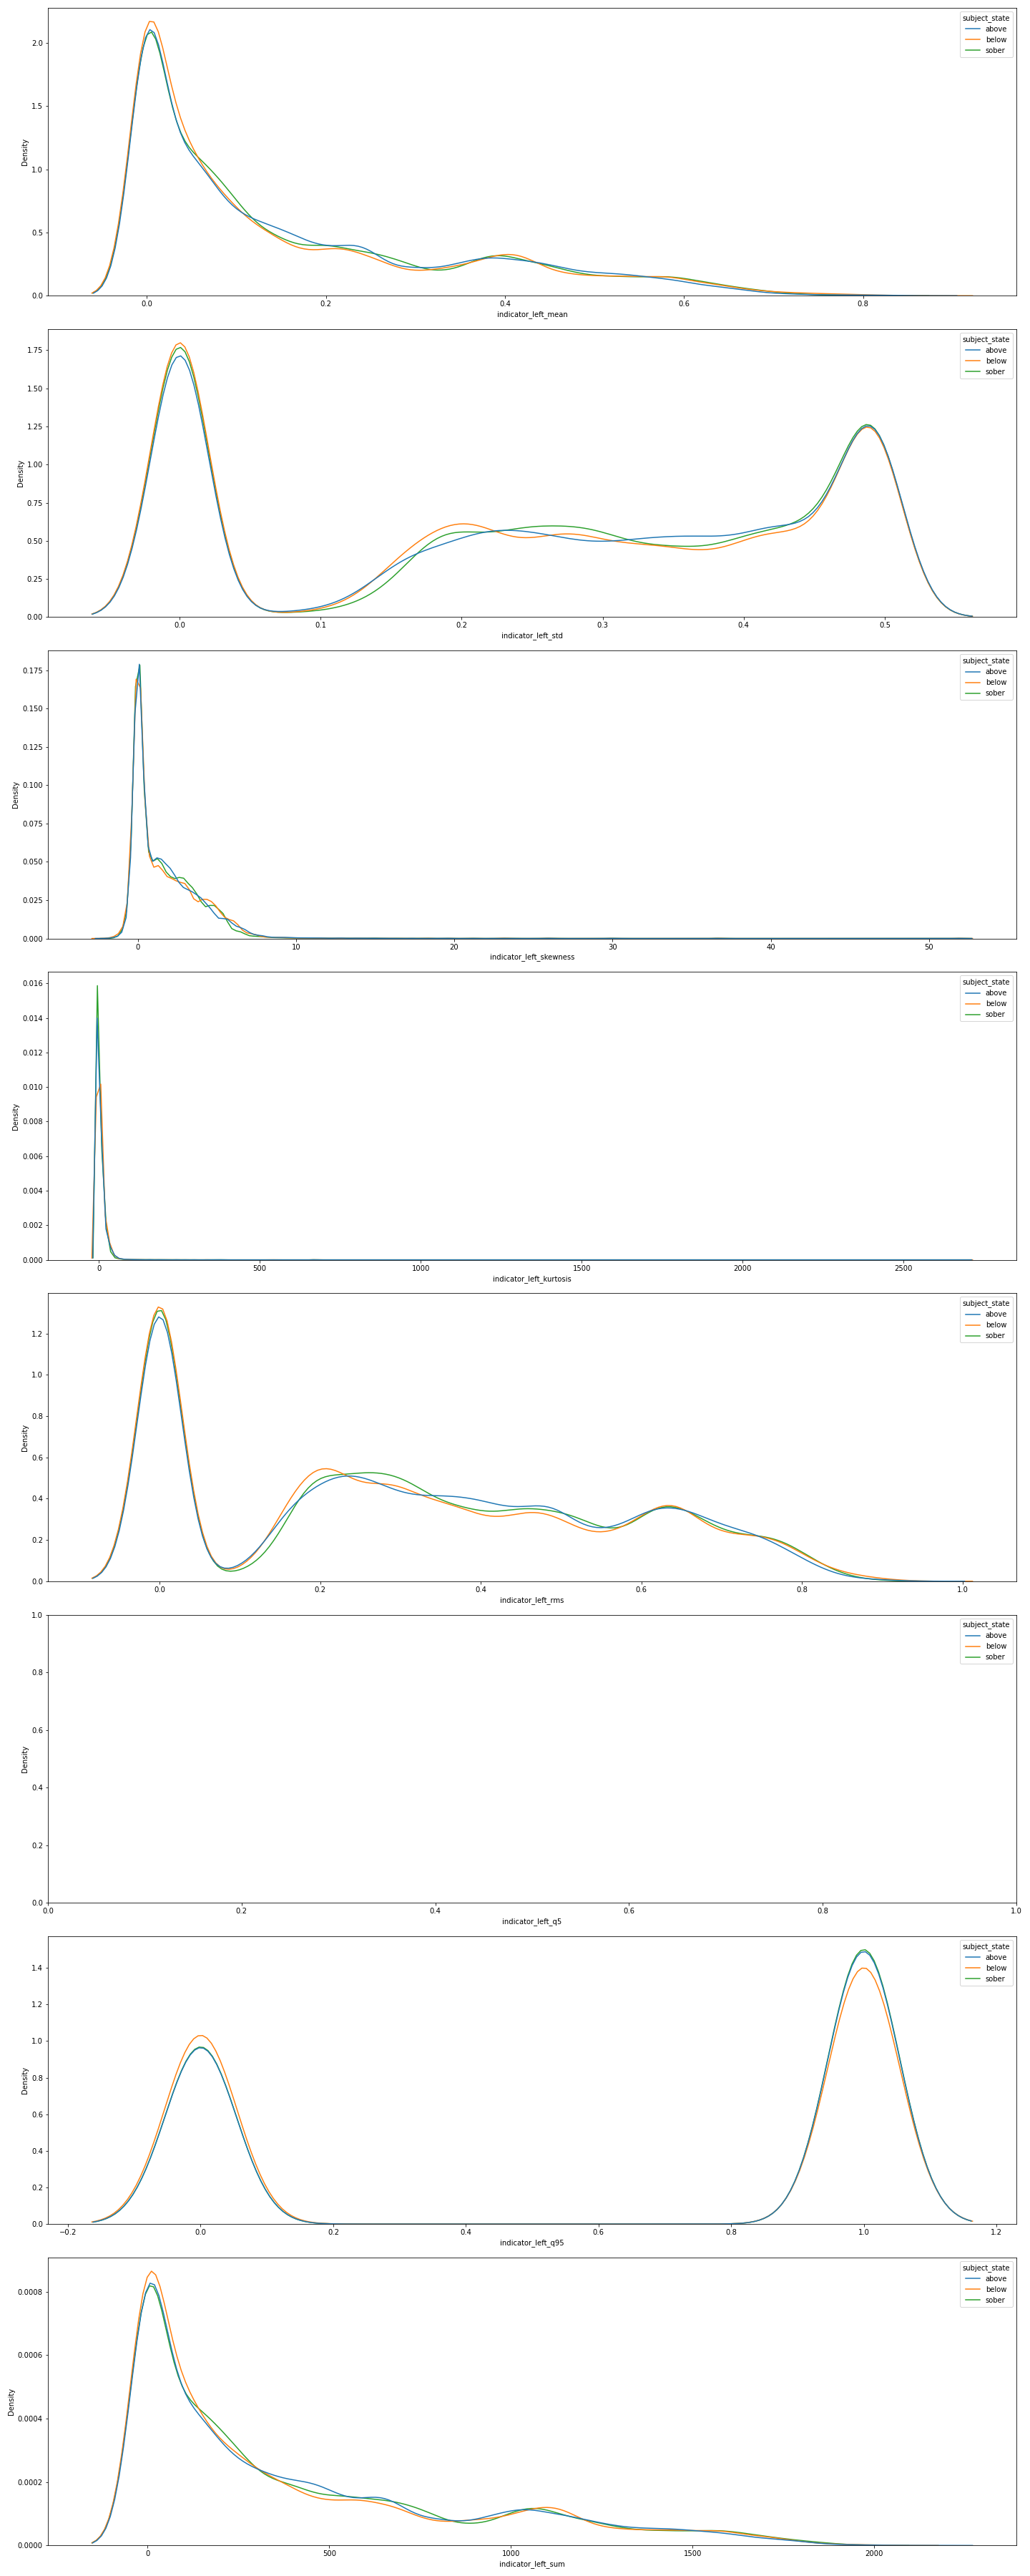 subject_state
above
below
sober
Density
2.0
1.5
1.0
0.5
0.0
0.0 0.2 0.4 0.6 0.8
indicator_left_mean
subject_state
above
below
sober
Density
1.75
1.50
1.25
1.00
0.75
0.50
0.25
0.00
0.0 0.1 0.2 0.3 0.4 0.5
indicator_left_std
subject_state
above
below
sober
Density
0.175
0.150
0.125
0.100
0.075
0.050
0.025
0.000
0 10 20 30 40 50
indicator_left_skewness
subject_state
above
below
sober
Density
0.016
0.014
0.012
0.010
0.008
0.006
0.004
0.002
0.000
0 500 1000 1500 2000 2500
indicator_left_kurtosis
subject_state
above
below
sober
Density
1.2
1.0
0.8
0.6
0.4
0.2
0.0
0.0 0.2 0.4 0.6 0.8 1.0
indicator_left_rms
subject_state
above
below
sober
Density
1.0
0.8
0.6
0.4
0.2
0.0
0.0 0.2 0.4 0.6 0.8 1.0
indicator_left_q5
subject_state
above
below
sober
Density
1.4
1.2
1.0
0.8
0.6
0.4
0.2
0.0
−0.2 0.0 0.2 0.4 0.6 0.8 1.0 1.2
indicator_left_q95
subject_state
above
below
sober
Density
0.0008
0.0006
0.0004
0.0002
0.0000
0 500 1000 1500 2000
indicator_left_sum